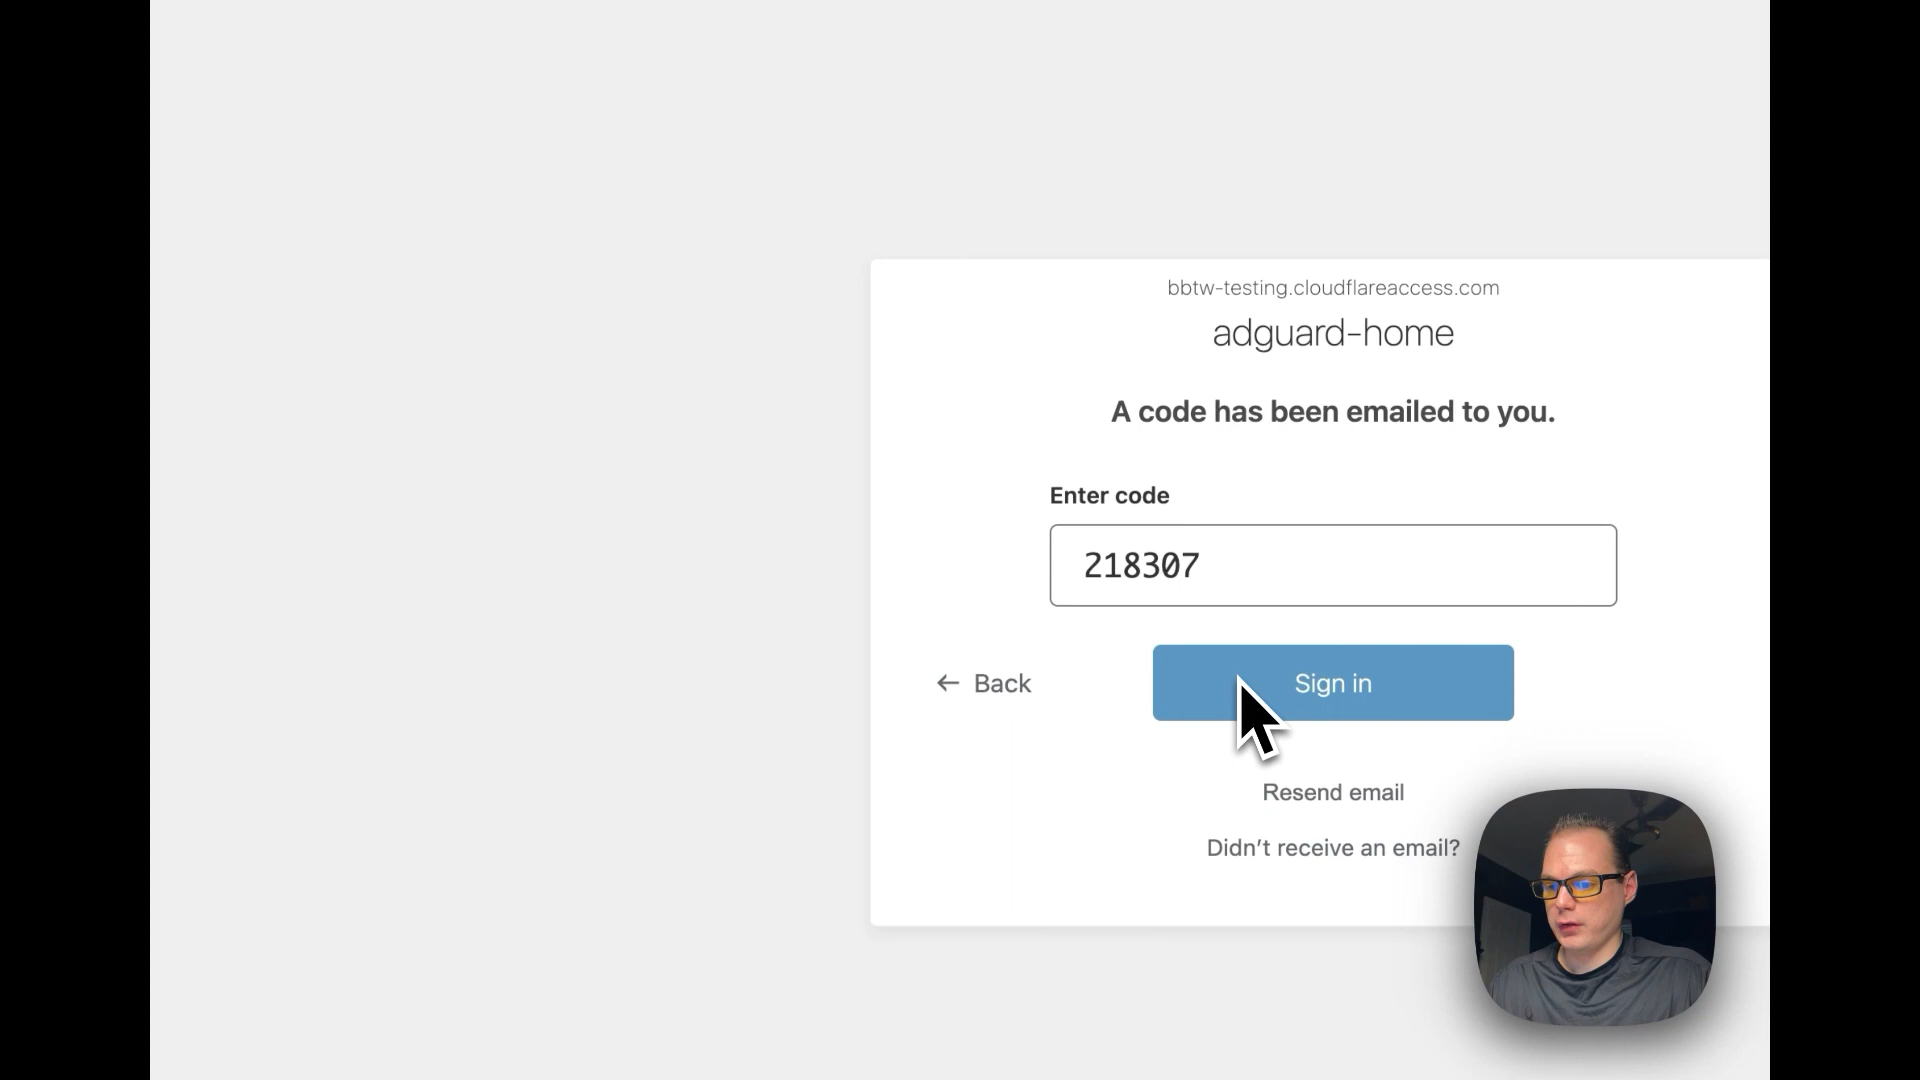 bbtw-testing.cloudflareaccess.com
adguard-home
A code has been emailed to you.
Enter code
218307
← Back
Sign in
Resend email
Didn’t receive an email?